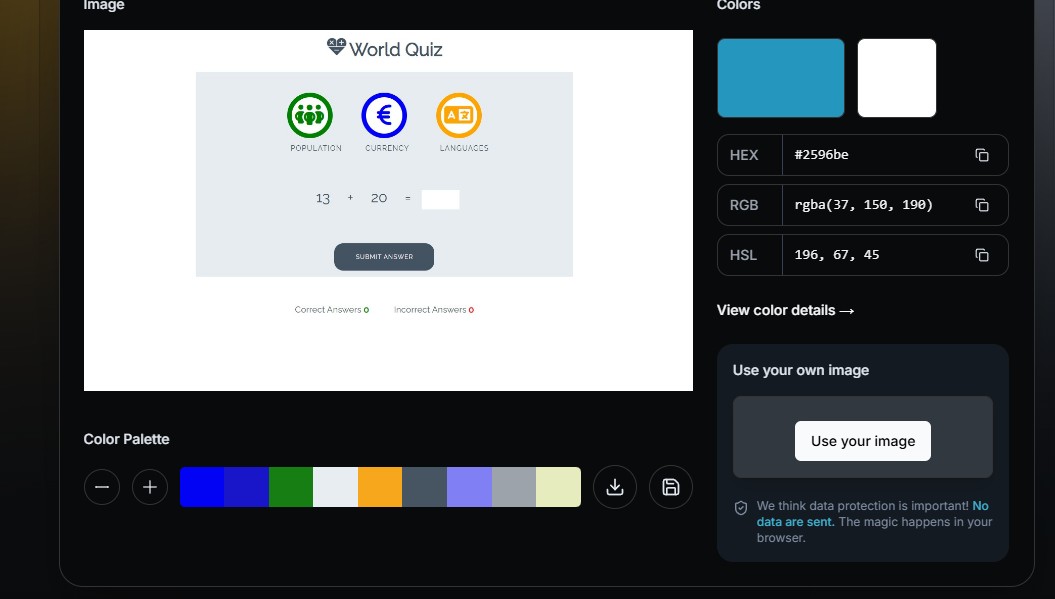 Image
World Quiz
POPULATION
CURRENCY
LANGUAGES
13 + 20 =
SUBMIT ANSWER
Correct Answers 0
Incorrect Answers 0
Color Palette
Colors
HEX #2596be
RGB rgba(37, 150, 190)
HSL 196, 67, 45
View color details →
Use your own image
Use your image
We think data protection is important! No
data are sent. The magic happens in your
browser.